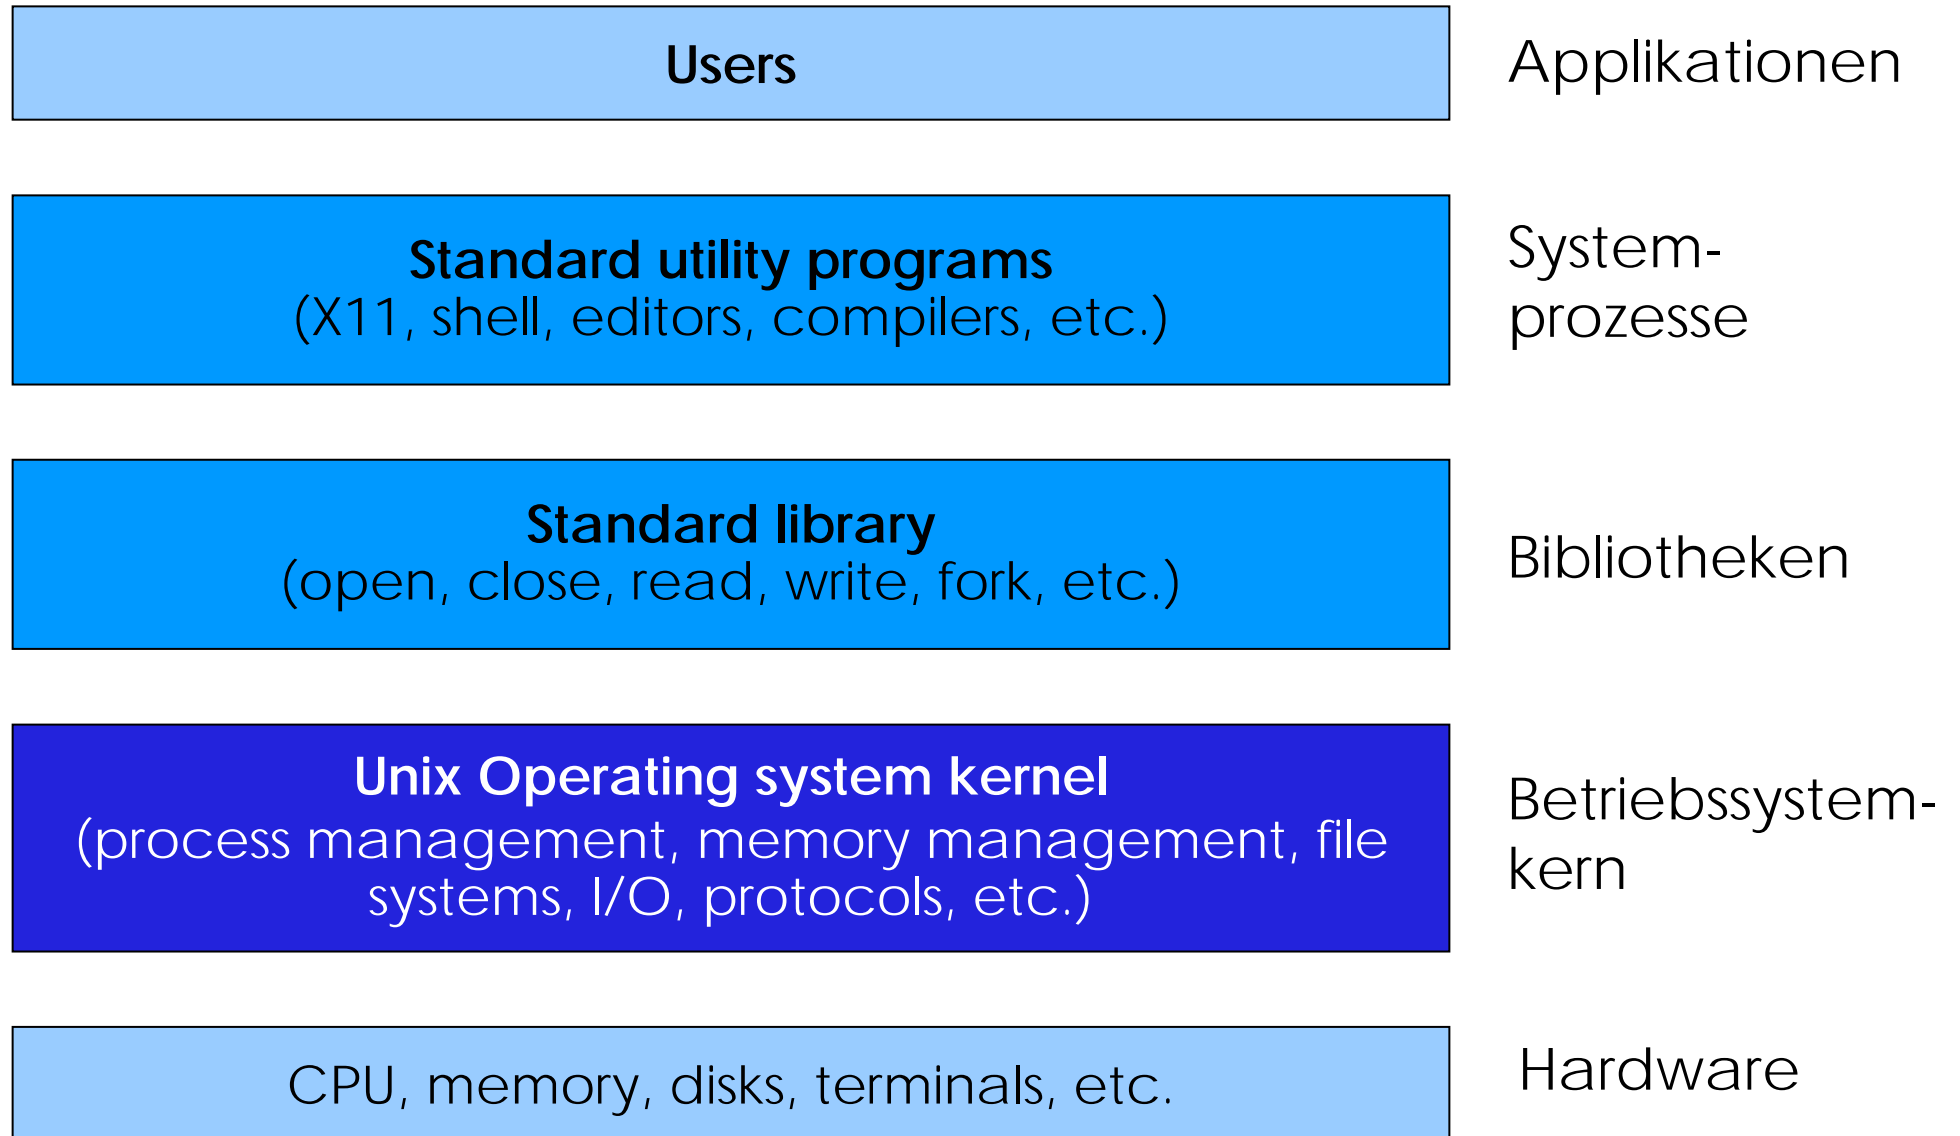 Users
Applikationen
Standard utility programs
(X11, shell, editors, compilers, etc.)
System-
prozesse
Standard library
(open, close, read, write, fork, etc.)
Bibliotheken
Unix Operating system kernel
(process management, memory management, file
systems, I/O, protocols, etc.)
Betriebssystem-
kern
CPU, memory, disks, terminals, etc.
Hardware